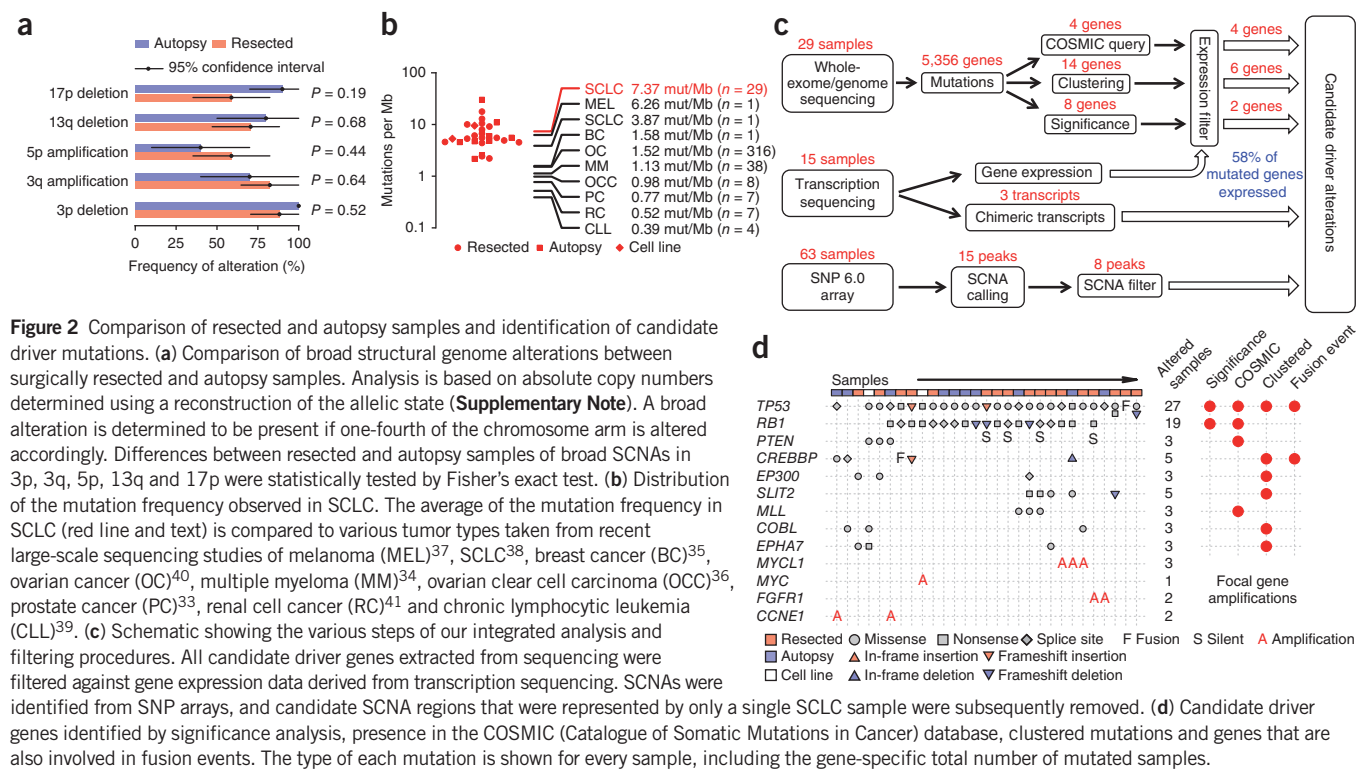 a
Autopsy Resected
95% confidence interval
17p deletion P = 0.19
13q deletion P = 0.68
5p amplification P = 0.44
3q amplification P = 0.64
3p deletion P = 0.52
0 25 50 75 100
Frequency of alteration (%)
b
Mutations per Mb
100
10
1
0.1
SCLC 7.37 mut/Mb (n = 29)
MEL 6.26 mut/Mb (n = 1)
SCLC 3.87 mut/Mb (n = 1)
BC 1.58 mut/Mb (n = 1)
OC 1.52 mut/Mb (n = 316)
MM 1.13 mut/Mb (n = 38)
OCC 0.98 mut/Mb (n = 8)
PC 0.77 mut/Mb (n = 7)
RC 0.52 mut/Mb (n = 7)
CLL 0.39 mut/Mb (n = 4)
Resected Autopsy Cell line
c
29 samples
Whole-
exome/genome
sequencing
5,356 genes
Mutations
4 genes
COSMIC query
14 genes
Clustering
8 genes
Significance
Expression filter
4 genes
6 genes
2 genes
58% of
mutated genes
expressed
Candidate driver alterations
15 samples
Transcription
sequencing
Gene expression
3 transcripts
Chimeric transcripts
63 samples
SNP 6.0
array
15 peaks
SCNA
calling
8 peaks
SCNA filter
Figure 2 Comparison of resected and autopsy samples and identification of candidate
driver mutations. (a) Comparison of broad structural genome alterations between
surgically resected and autopsy samples. Analysis is based on absolute copy numbers
determined using a reconstruction of the allelic state (Supplementary Note). A broad
alteration is determined to be present if one-fourth of the chromosome arm is altered
accordingly. Differences between resected and autopsy samples of broad SCNAs in
3p, 3q, 5p, 13q and 17p were statistically tested by Fisher's exact test. (b) Distribution
of the mutation frequency observed in SCLC. The average of the mutation frequency in
SCLC (red line and text) is compared to various tumor types taken from recent
large-scale sequencing studies of melanoma (MEL)37, SCLC38, breast cancer (BC)35,
ovarian cancer (OC)40, multiple myeloma (MM)34, ovarian clear cell carcinoma (OCC)36,
prostate cancer (PC)33, renal cell cancer (RC)41 and chronic lymphocytic leukemia
(CLL)39. (c) Schematic showing the various steps of our integrated analysis and
filtering procedures. All candidate driver genes extracted from sequencing were
filtered against gene expression data derived from transcription sequencing. SCNAs were
identified from SNP arrays, and candidate SCNA regions that were represented by only a single SCLC sample were subsequently removed. (d) Candidate driver
genes identified by significance analysis, presence in the COSMIC (Catalogue of Somatic Mutations in Cancer) database, clustered mutations and genes that are
also involved in fusion events. The type of each mutation is shown for every sample, including the gene-specific total number of mutated samples.
d
Samples
Altered samples
Significance
COSMIC
Clustered
Fusion event
TP53 F 27
RB1 19
S S S S
PTEN 3
CREBBP F 5
EP300 3
SLIT2 5
MLL 3
COBL 3
EPHA7 3
MYCL1 A A A 3
MYC A 1
FGFR1 A A 2
CCNE1 A A 2
Focal gene
amplifications
Resected Missense Nonsense Splice site F Fusion S Silent A Amplification
Autopsy In-frame insertion Frameshift insertion
Cell line In-frame deletion Frameshift deletion